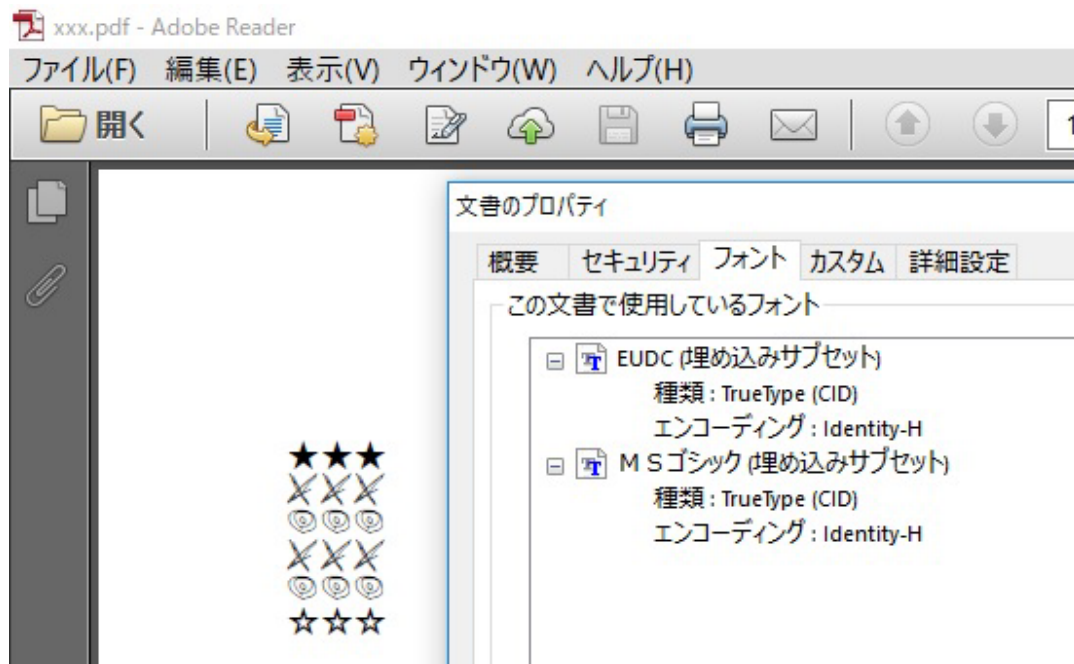 xxx.pdf - Adobe Reader
ファイル(F) 編集(E) 表示(V) ウィンドウ(W) ヘルプ(H)
開く
1
文書のプロパティ
概要 セキュリティ フォント カスタム 詳細設定
この文書で使用しているフォント
EUDC (埋め込みサブセット)
種類 : TrueType (CID)
エンコーディング : Identity-H
ＭＳゴシック (埋め込みサブセット)
種類 : TrueType (CID)
エンコーディング : Identity-H
★★★
☆☆☆